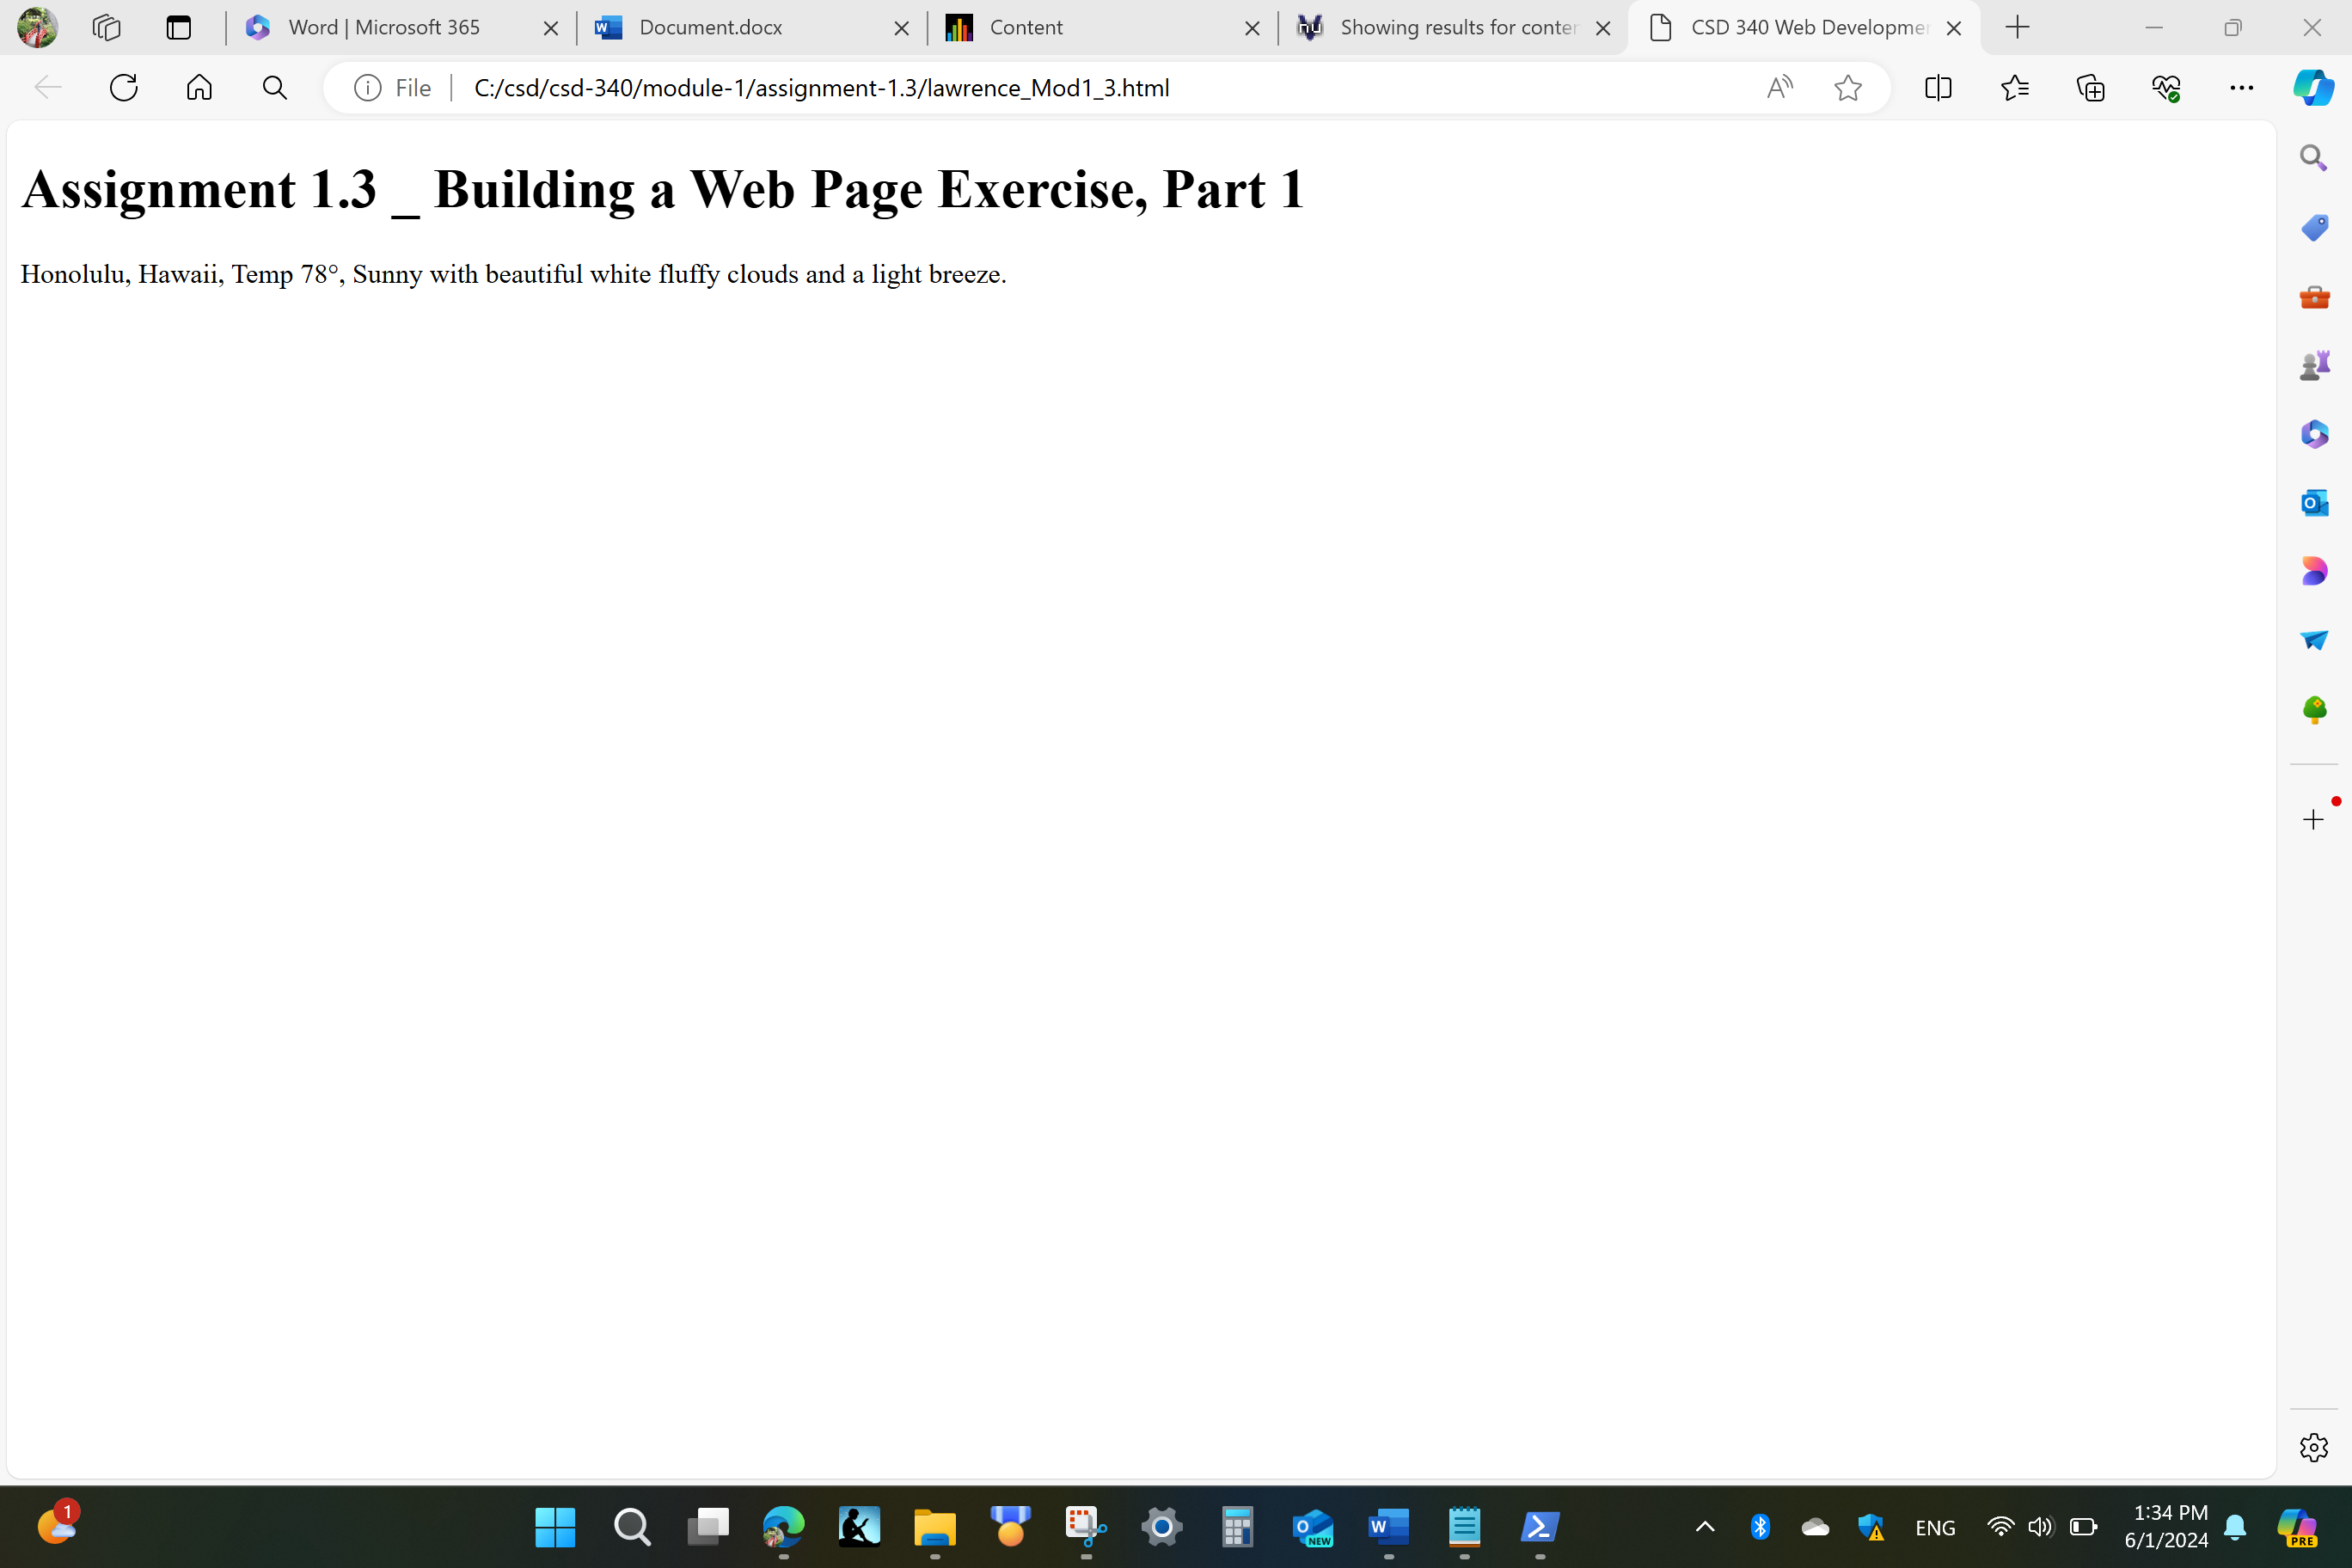 Word | Microsoft 365
Document.docx
Content
Showing results for conten
CSD 340 Web Developme
File
C:/csd/csd-340/module-1/assignment-1.3/lawrence_Mod1_3.html
Assignment 1.3 _ Building a Web Page Exercise, Part 1
Honolulu, Hawaii, Temp 78°, Sunny with beautiful white fluffy clouds and a light breeze.
1
NEW
ENG
1:34 PM
6/1/2024
PRE